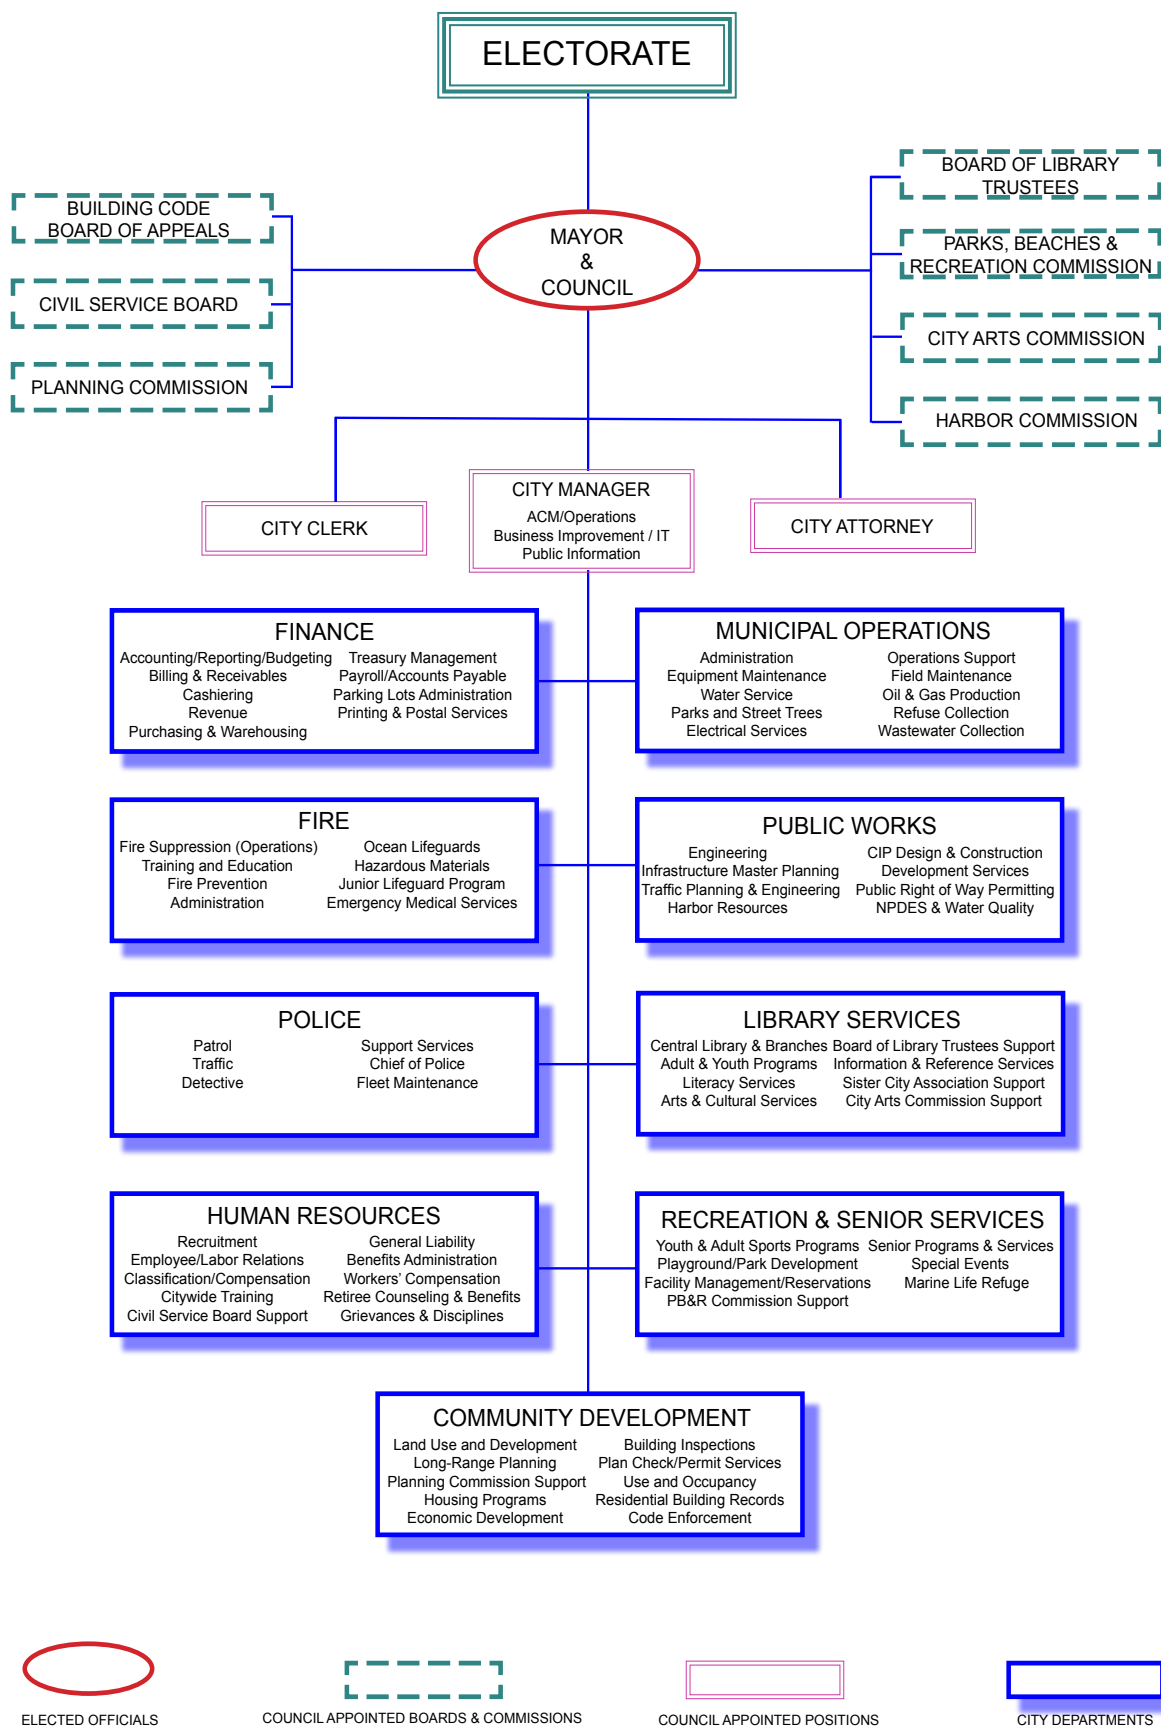 ELECTORATE
MAYOR
&
COUNCIL
BUILDING CODE
BOARD OF APPEALS
CIVIL SERVICE BOARD
PLANNING COMMISSION
BOARD OF LIBRARY
TRUSTEES
PARKS, BEACHES &
RECREATION COMMISSION
CITY ARTS COMMISSION
HARBOR COMMISSION
CITY CLERK
CITY MANAGER
ACM/Operations
Business Improvement / IT
Public Information
CITY ATTORNEY
FINANCE
Accounting/Reporting/Budgeting
Billing & Receivables
Cashiering
Revenue
Purchasing & Warehousing
Treasury Management
Payroll/Accounts Payable
Parking Lots Administration
Printing & Postal Services
MUNICIPAL OPERATIONS
Administration
Equipment Maintenance
Water Service
Parks and Street Trees
Electrical Services
Operations Support
Field Maintenance
Oil & Gas Production
Refuse Collection
Wastewater Collection
FIRE
Fire Suppression (Operations)
Training and Education
Fire Prevention
Administration
Ocean Lifeguards
Hazardous Materials
Junior Lifeguard Program
Emergency Medical Services
PUBLIC WORKS
Engineering
Infrastructure Master Planning
Traffic Planning & Engineering
Harbor Resources
CIP Design & Construction
Development Services
Public Right of Way Permitting
NPDES & Water Quality
POLICE
Patrol
Traffic
Detective
Support Services
Chief of Police
Fleet Maintenance
LIBRARY SERVICES
Central Library & Branches
Adult & Youth Programs
Literacy Services
Arts & Cultural Services
Board of Library Trustees Support
Information & Reference Services
Sister City Association Support
City Arts Commission Support
HUMAN RESOURCES
Recruitment
Employee/Labor Relations
Classification/Compensation
Citywide Training
Civil Service Board Support
General Liability
Benefits Administration
Workers' Compensation
Retiree Counseling & Benefits
Grievances & Disciplines
RECREATION & SENIOR SERVICES
Youth & Adult Sports Programs
Playground/Park Development
Facility Management/Reservations
PB&R Commission Support
Senior Programs & Services
Special Events
Marine Life Refuge
COMMUNITY DEVELOPMENT
Land Use and Development
Long-Range Planning
Planning Commission Support
Housing Programs
Economic Development
Building Inspections
Plan Check/Permit Services
Use and Occupancy
Residential Building Records
Code Enforcement
ELECTED OFFICIALS
COUNCIL APPOINTED BOARDS & COMMISSIONS
COUNCIL APPOINTED POSITIONS
CITY DEPARTMENTS